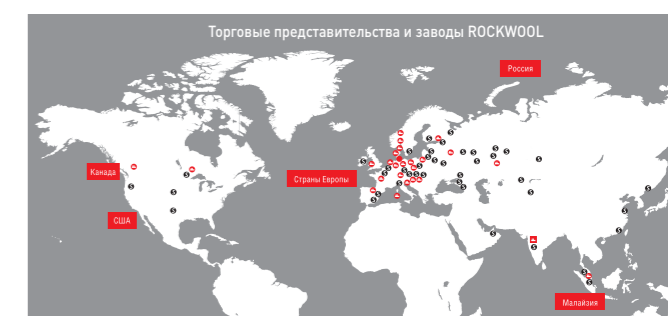 Торговые представительства и заводы ROCKWOOL
Россия
Канада
Страны Европы
США
Малайзия